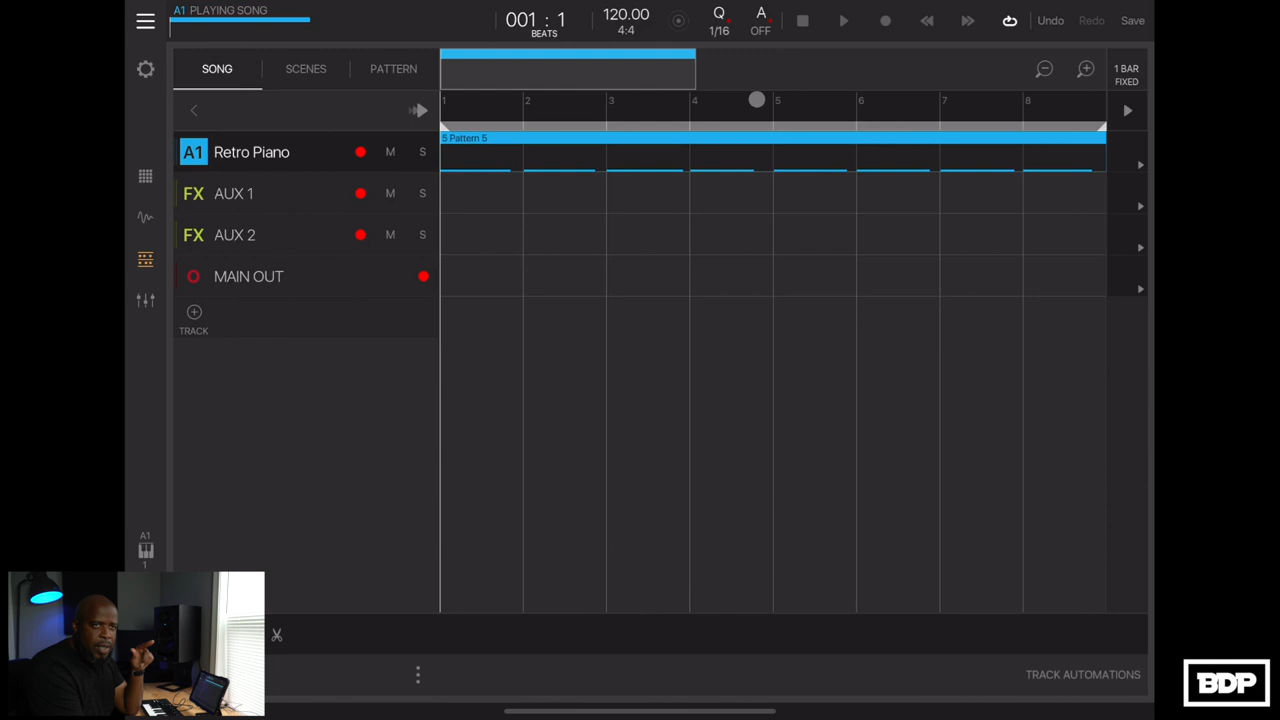 A1 PLAYING SONG
001 : 1
BEATS
120.00
4:4
Q
1/16
A
OFF
Undo
Redo
Save
SONG
SCENES
PATTERN
1 BAR
FIXED
1 2 3 4 5 6 7 8
5 Pattern 5
A1 Retro Piano M S
FX AUX 1 M S
FX AUX 2 M S
O MAIN OUT
TRACK
A1
1
TRACK AUTOMATIONS
BDP